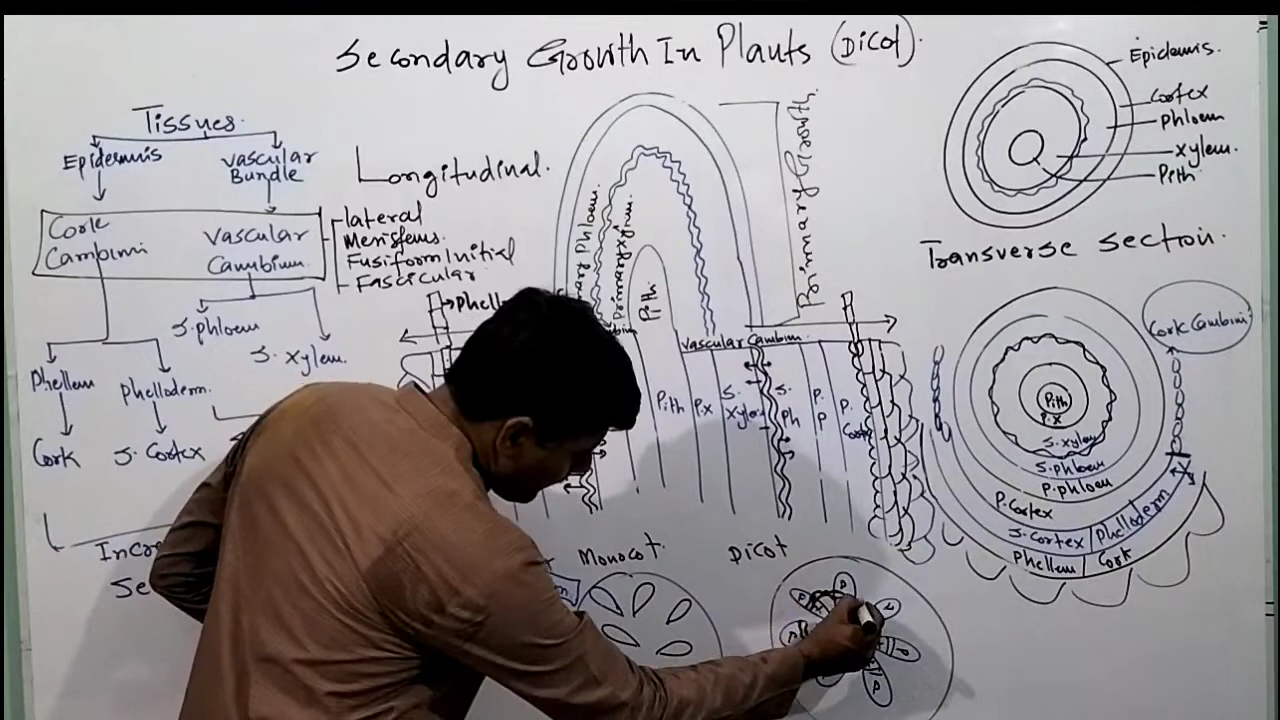 Secondary Growth In Plants (Dicot).
Tissues.
Epidermis
Vascular
Bundle
Cork
Cambium
Vascular
Cambium.
lateral
Meristems.
Fusiform Initial
Fascicular
S. phloem
S. xylem.
Phellem
Phelloderm.
Cork
S. Cortex
Longitudinal.
Primary growth.
Primary xylem
Pith
Vascular Cambium.
Pith
P.X
S.
xylem
S.
Ph
P.
P
P.
Cortex
Monocot.
Dicot
P
P
P
P
Epidermis.
Cortex
Phloem
Xylem.
Pith
Transverse Section.
Cork Cambium
Pith
P.X
S.xylem
S.phloem
P.phloem
P.Cortex
S.Cortex/Phelloderm
Phellem/Cork